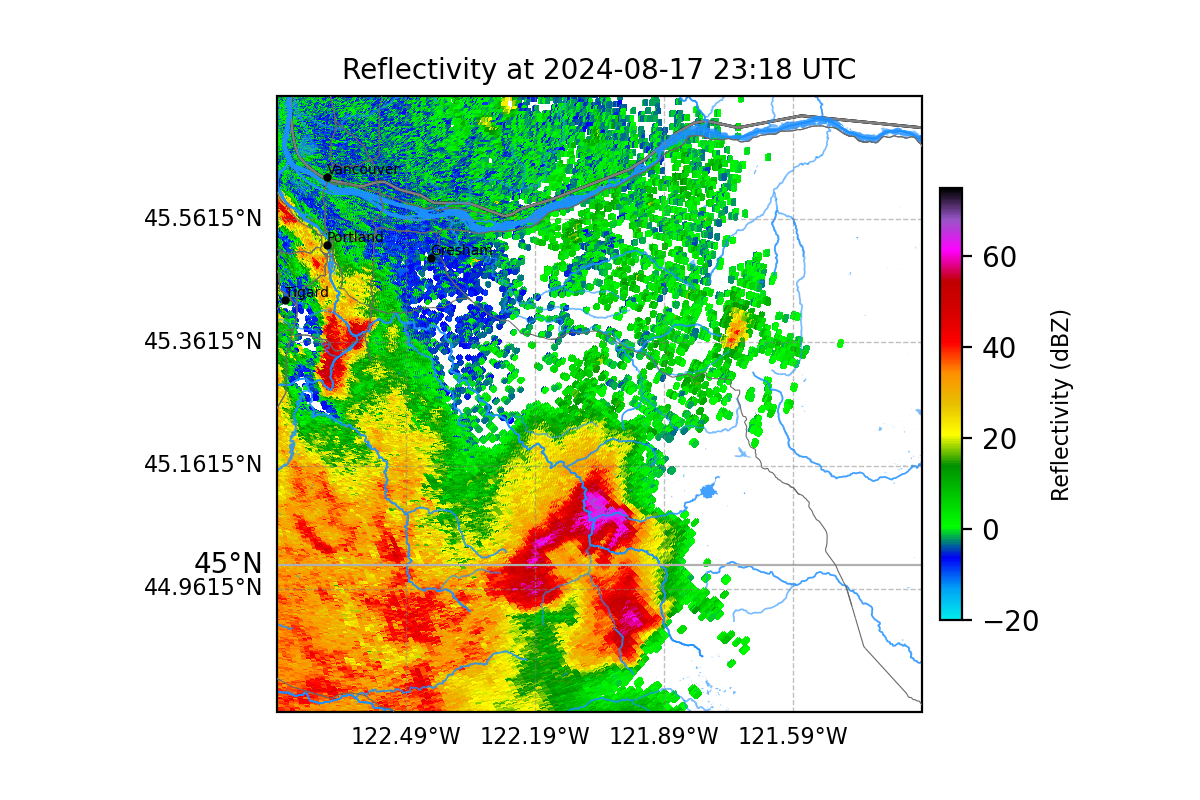 Reflectivity at 2024-08-17 23:18 UTC
Vancouver
45.5615°N
Portland
Gresham
60
Tigard
45.3615°N
40
20
45.1615°N
0
45°N
44.9615°N
−20
Reflectivity (dBZ)
122.49°W 122.19°W 121.89°W 121.59°W